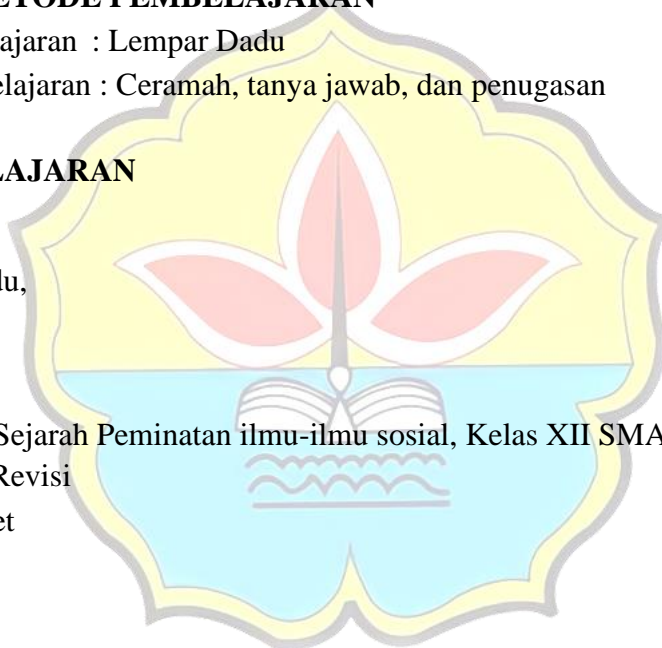 ETODE PEMBELAJARAN
ajaran : Lempar Dadu
elajaran : Ceramah, tanya jawab, dan penugasan
LAJARAN
du,
Sejarah Peminatan ilmu-ilmu sosial, Kelas XII SMA
Revisi
et